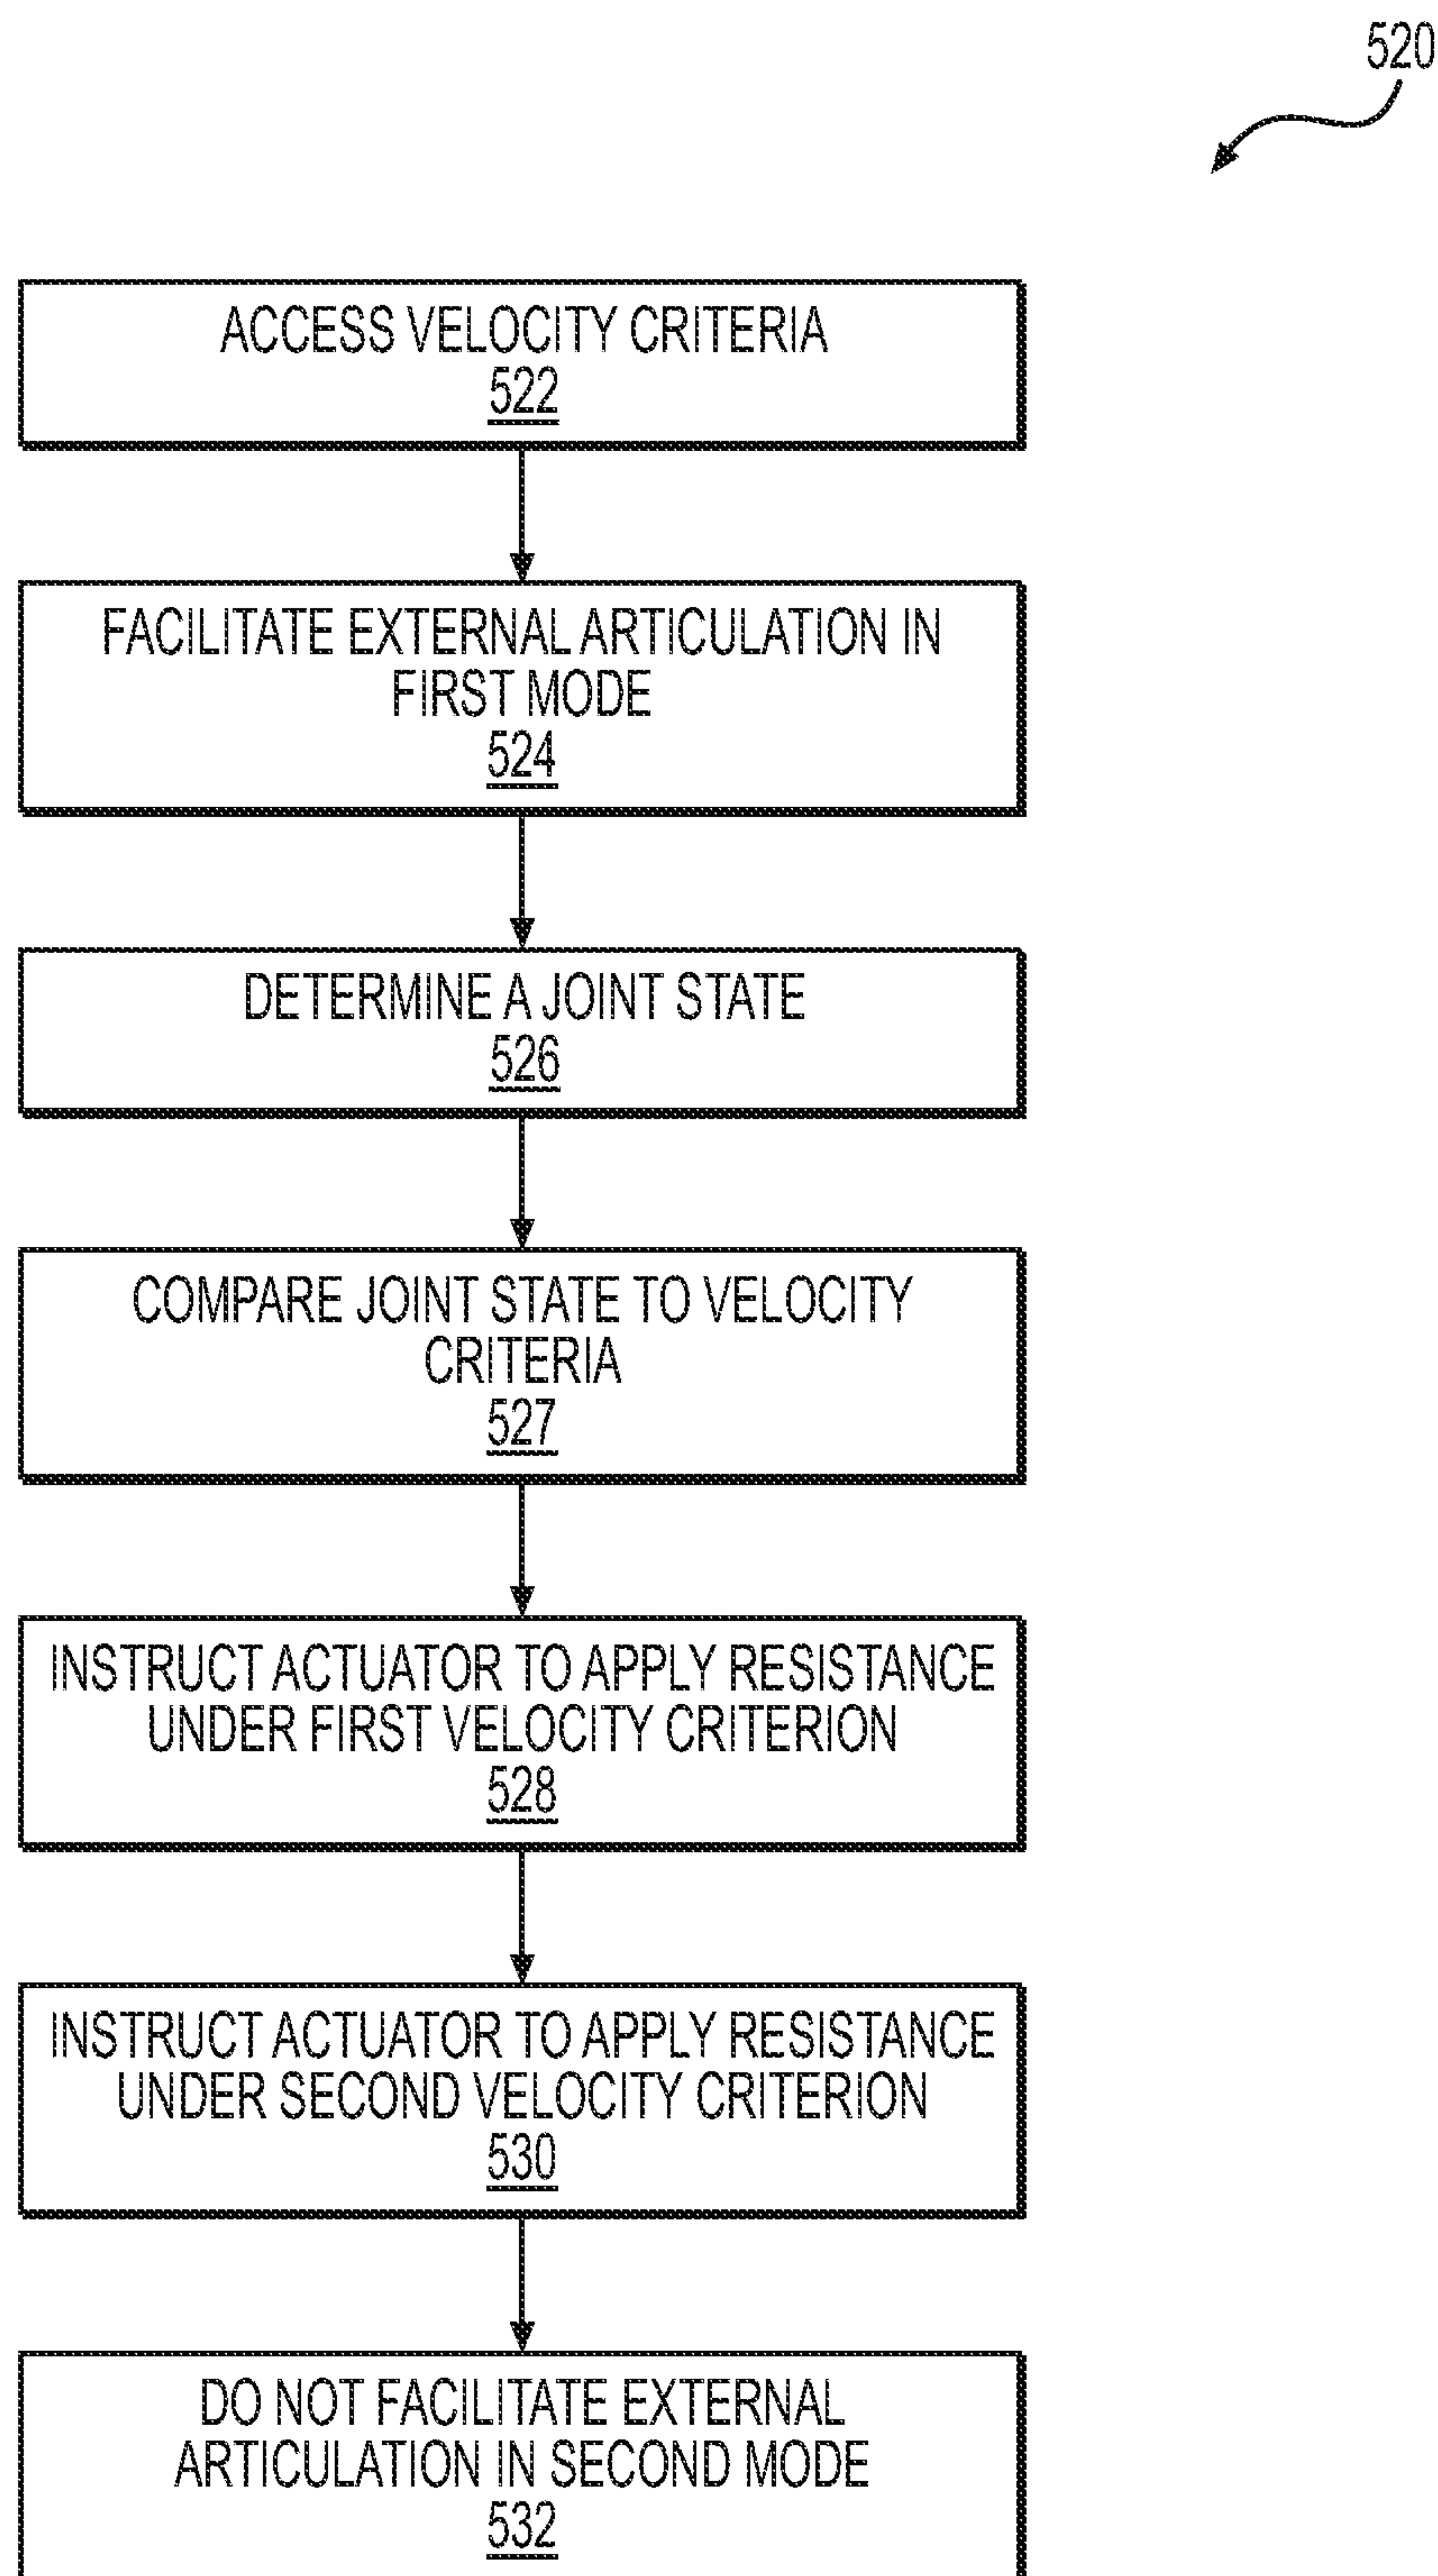 520
ACCESS VELOCITY CRITERIA
522
FACILITATE EXTERNAL ARTICULATION IN
FIRST MODE
524
DETERMINE A JOINT STATE
526
COMPARE JOINT STATE TO VELOCITY
CRITERIA
527
INSTRUCT ACTUATOR TO APPLY RESISTANCE
UNDER FIRST VELOCITY CRITERION
528
INSTRUCT ACTUATOR TO APPLY RESISTANCE
UNDER SECOND VELOCITY CRITERION
530
DO NOT FACILITATE EXTERNAL
ARTICULATION IN SECOND MODE
532